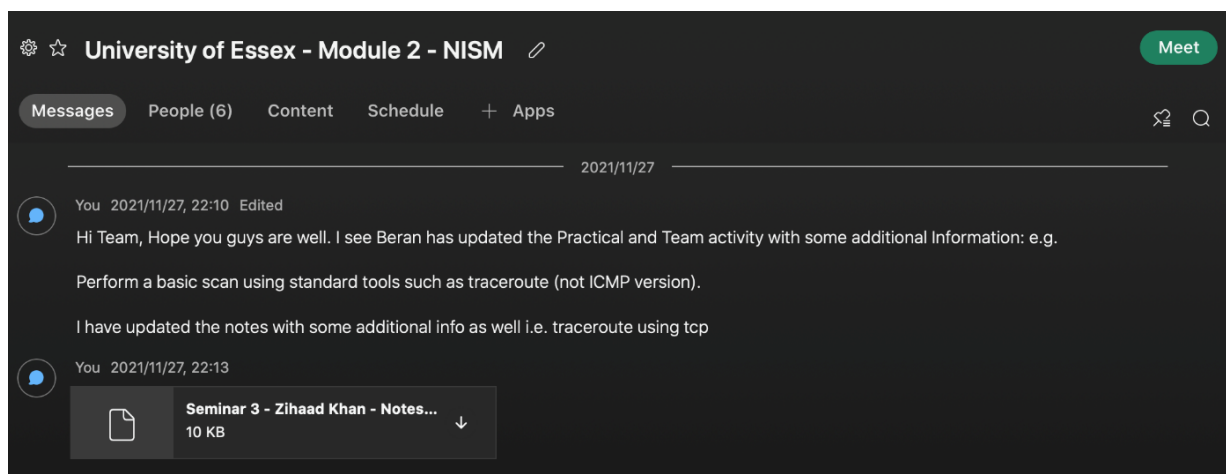 University of Essex - Module 2 - NISM
Meet
Messages People (6) Content Schedule + Apps
2021/11/27
You 2021/11/27, 22:10 Edited
Hi Team, Hope you guys are well. I see Beran has updated the Practical and Team activity with some additional Information: e.g.
Perform a basic scan using standard tools such as traceroute (not ICMP version).
I have updated the notes with some additional info as well i.e. traceroute using tcp
You 2021/11/27, 22:13
Seminar 3 - Zihaad Khan - Notes...
10 KB